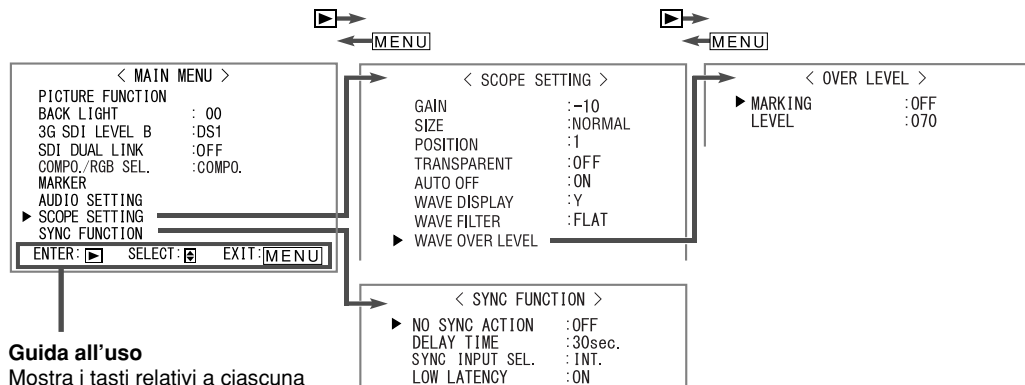 ▶ →
← MENU
▶ →
← MENU
< MAIN MENU >
PICTURE FUNCTION
BACK LIGHT : 00
3G SDI LEVEL B :DS1
SDI DUAL LINK :OFF
COMPO./RGB SEL. :COMPO.
MARKER
AUDIO SETTING
▶ SCOPE SETTING
SYNC FUNCTION
ENTER: ▶ SELECT: EXIT: MENU
< SCOPE SETTING >
GAIN :-10
SIZE :NORMAL
POSITION :1
TRANSPARENT :OFF
AUTO OFF :ON
WAVE DISPLAY :Y
WAVE FILTER :FLAT
▶ WAVE OVER LEVEL
< OVER LEVEL >
▶ MARKING :OFF
LEVEL :070
< SYNC FUNCTION >
▶ NO SYNC ACTION :OFF
DELAY TIME :30sec.
SYNC INPUT SEL. :INT.
LOW LATENCY :ON
Guida all'uso
Mostra i tasti relativi a ciascuna